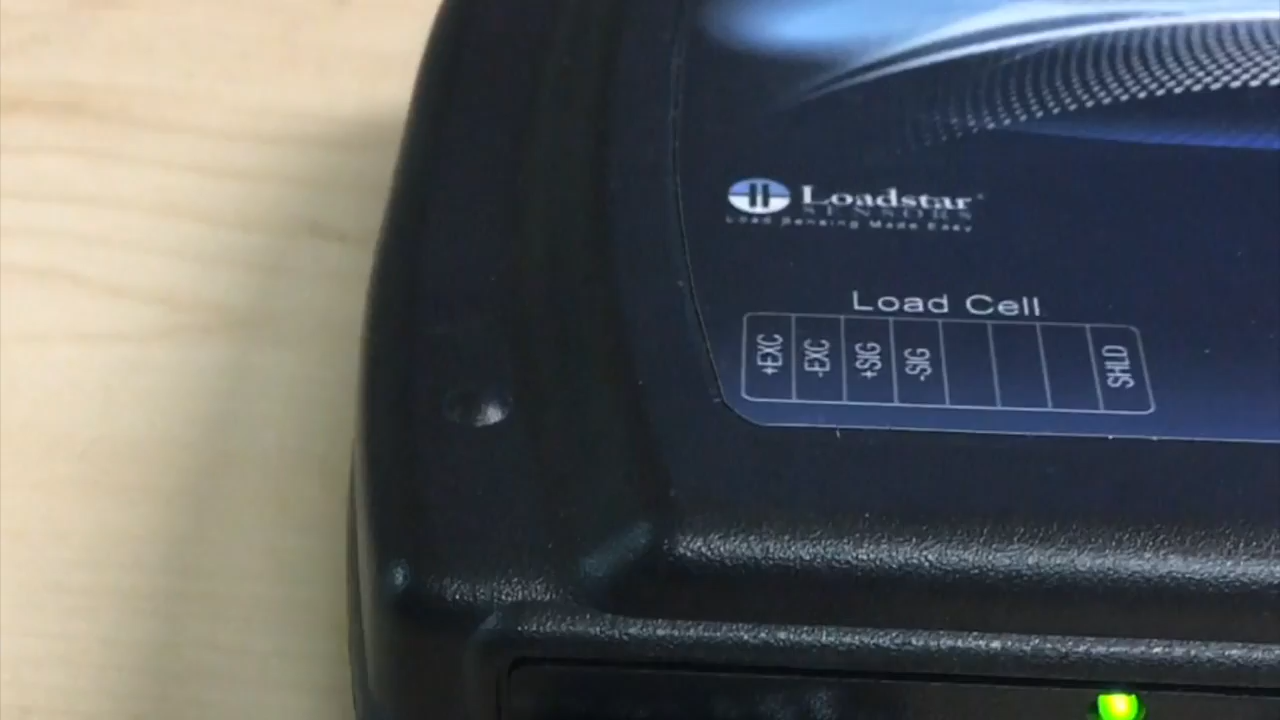 Loadstar
SENSORS
Load Sensing Made Easy
Load Cell
+EXC
-EXC
+SIG
-SIG
SHLD